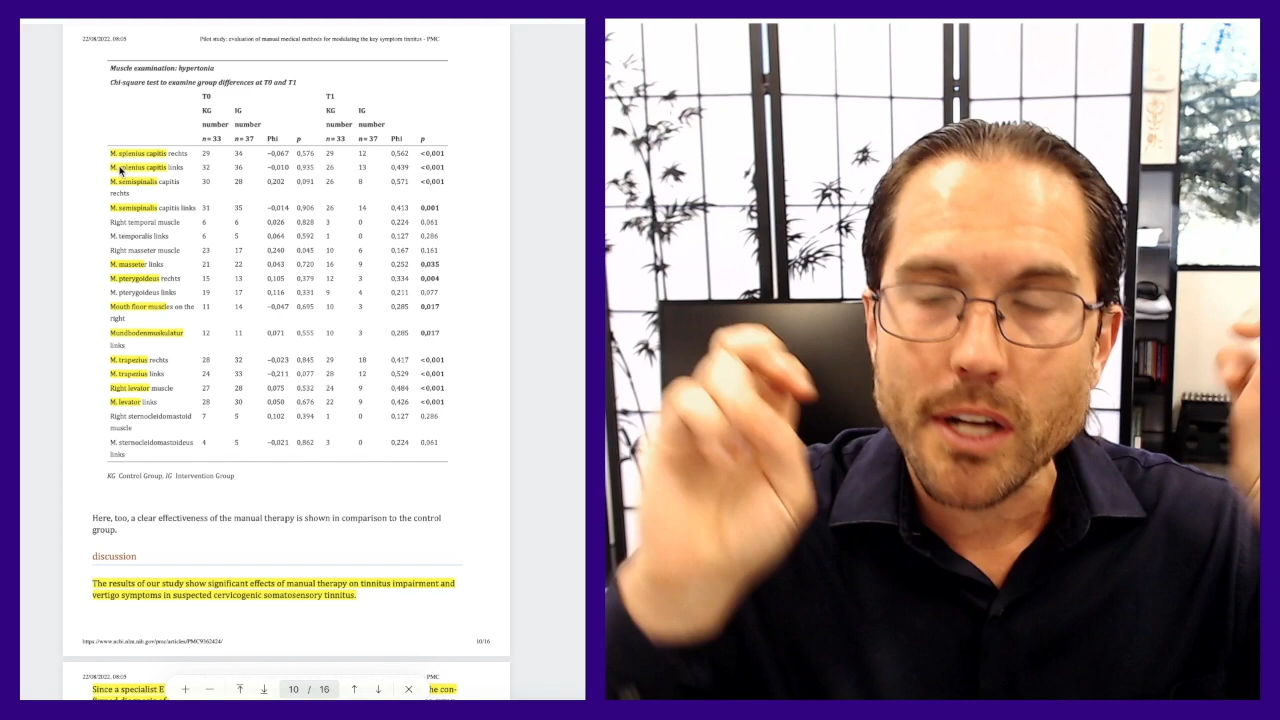 22/08/2022, 08:05 Pilot study: evaluation of manual medical methods for modulating the key symptom tinnitus - PMC
Muscle examination: hypertonia
Chi-square test to examine group differences at T0 and T1
T0 T1
KG IG KG IG
number number number number
n = 33 n = 37 Phi p n = 33 n = 37 Phi p
M. splenius capitis rechts 29 34 −0,067 0,576 29 12 0,562 <0,001
M. splenius capitis links 32 36 −0,010 0,935 26 13 0,439 <0,001
M. semispinalis capitis 30 28 0,202 0,091 26 8 0,571 <0,001
rechts
M. semispinalis capitis links 31 35 −0,014 0,906 26 14 0,413 0,001
Right temporal muscle 6 6 0,026 0,828 3 0 0,224 0,061
M. temporalis links 6 5 0,064 0,592 1 0 0,127 0,286
Right masseter muscle 23 17 0,240 0,045 10 6 0,167 0,161
M. masseter links 21 22 0,043 0,720 16 9 0,252 0,035
M. pterygoideus rechts 15 13 0,105 0,379 12 3 0,334 0,004
M. pterygoideus links 19 17 0,116 0,331 9 4 0,211 0,077
Mouth floor muscles on the 11 14 −0,047 0,695 10 3 0,285 0,017
right
Mundbodenmuskulatur 12 11 0,071 0,555 10 3 0,285 0,017
links
M. trapezius rechts 28 32 −0,023 0,845 29 18 0,417 <0,001
M. trapezius links 24 33 −0,211 0,077 28 12 0,529 <0,001
Right levator muscle 27 28 0,075 0,532 24 9 0,484 <0,001
M. levator links 28 30 0,050 0,676 22 9 0,426 <0,001
Right sternocleidomastoid 7 5 0,102 0,394 1 0 0,127 0,286
muscle
M. sternocleidomastoideus 4 5 −0,021 0,862 3 0 0,224 0,061
links
KG Control Group, IG Intervention Group
Here, too, a clear effectiveness of the manual therapy is shown in comparison to the control
group.
discussion
The results of our study show significant effects of manual therapy on tinnitus impairment and
vertigo symptoms in suspected cervicogenic somatosensory tinnitus.
https://www.ncbi.nlm.nih.gov/pmc/articles/PMC9362424/ 10/16
22/08/2022, 08:05 PMC
Since a specialist E he con-
10 / 16